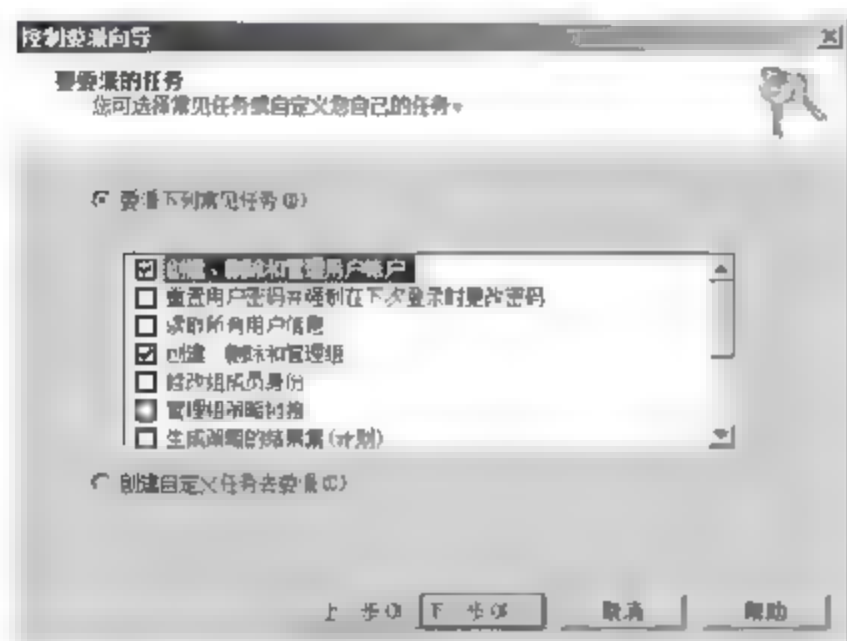 控制委派向导
要委派的任务
您可选择常见任务或自定义您自己的任务。
委派下列常见任务(D)
创建、删除和管理用户帐户
重置用户密码并强制在下次登录时更改密码
读取所有用户信息
创建、删除和管理组
修改组成员身份
管理组策略链接
生成策略的结果集(计划)
创建自定义任务去委派(C)
上一步(B) 下一步(N) 取消 帮助